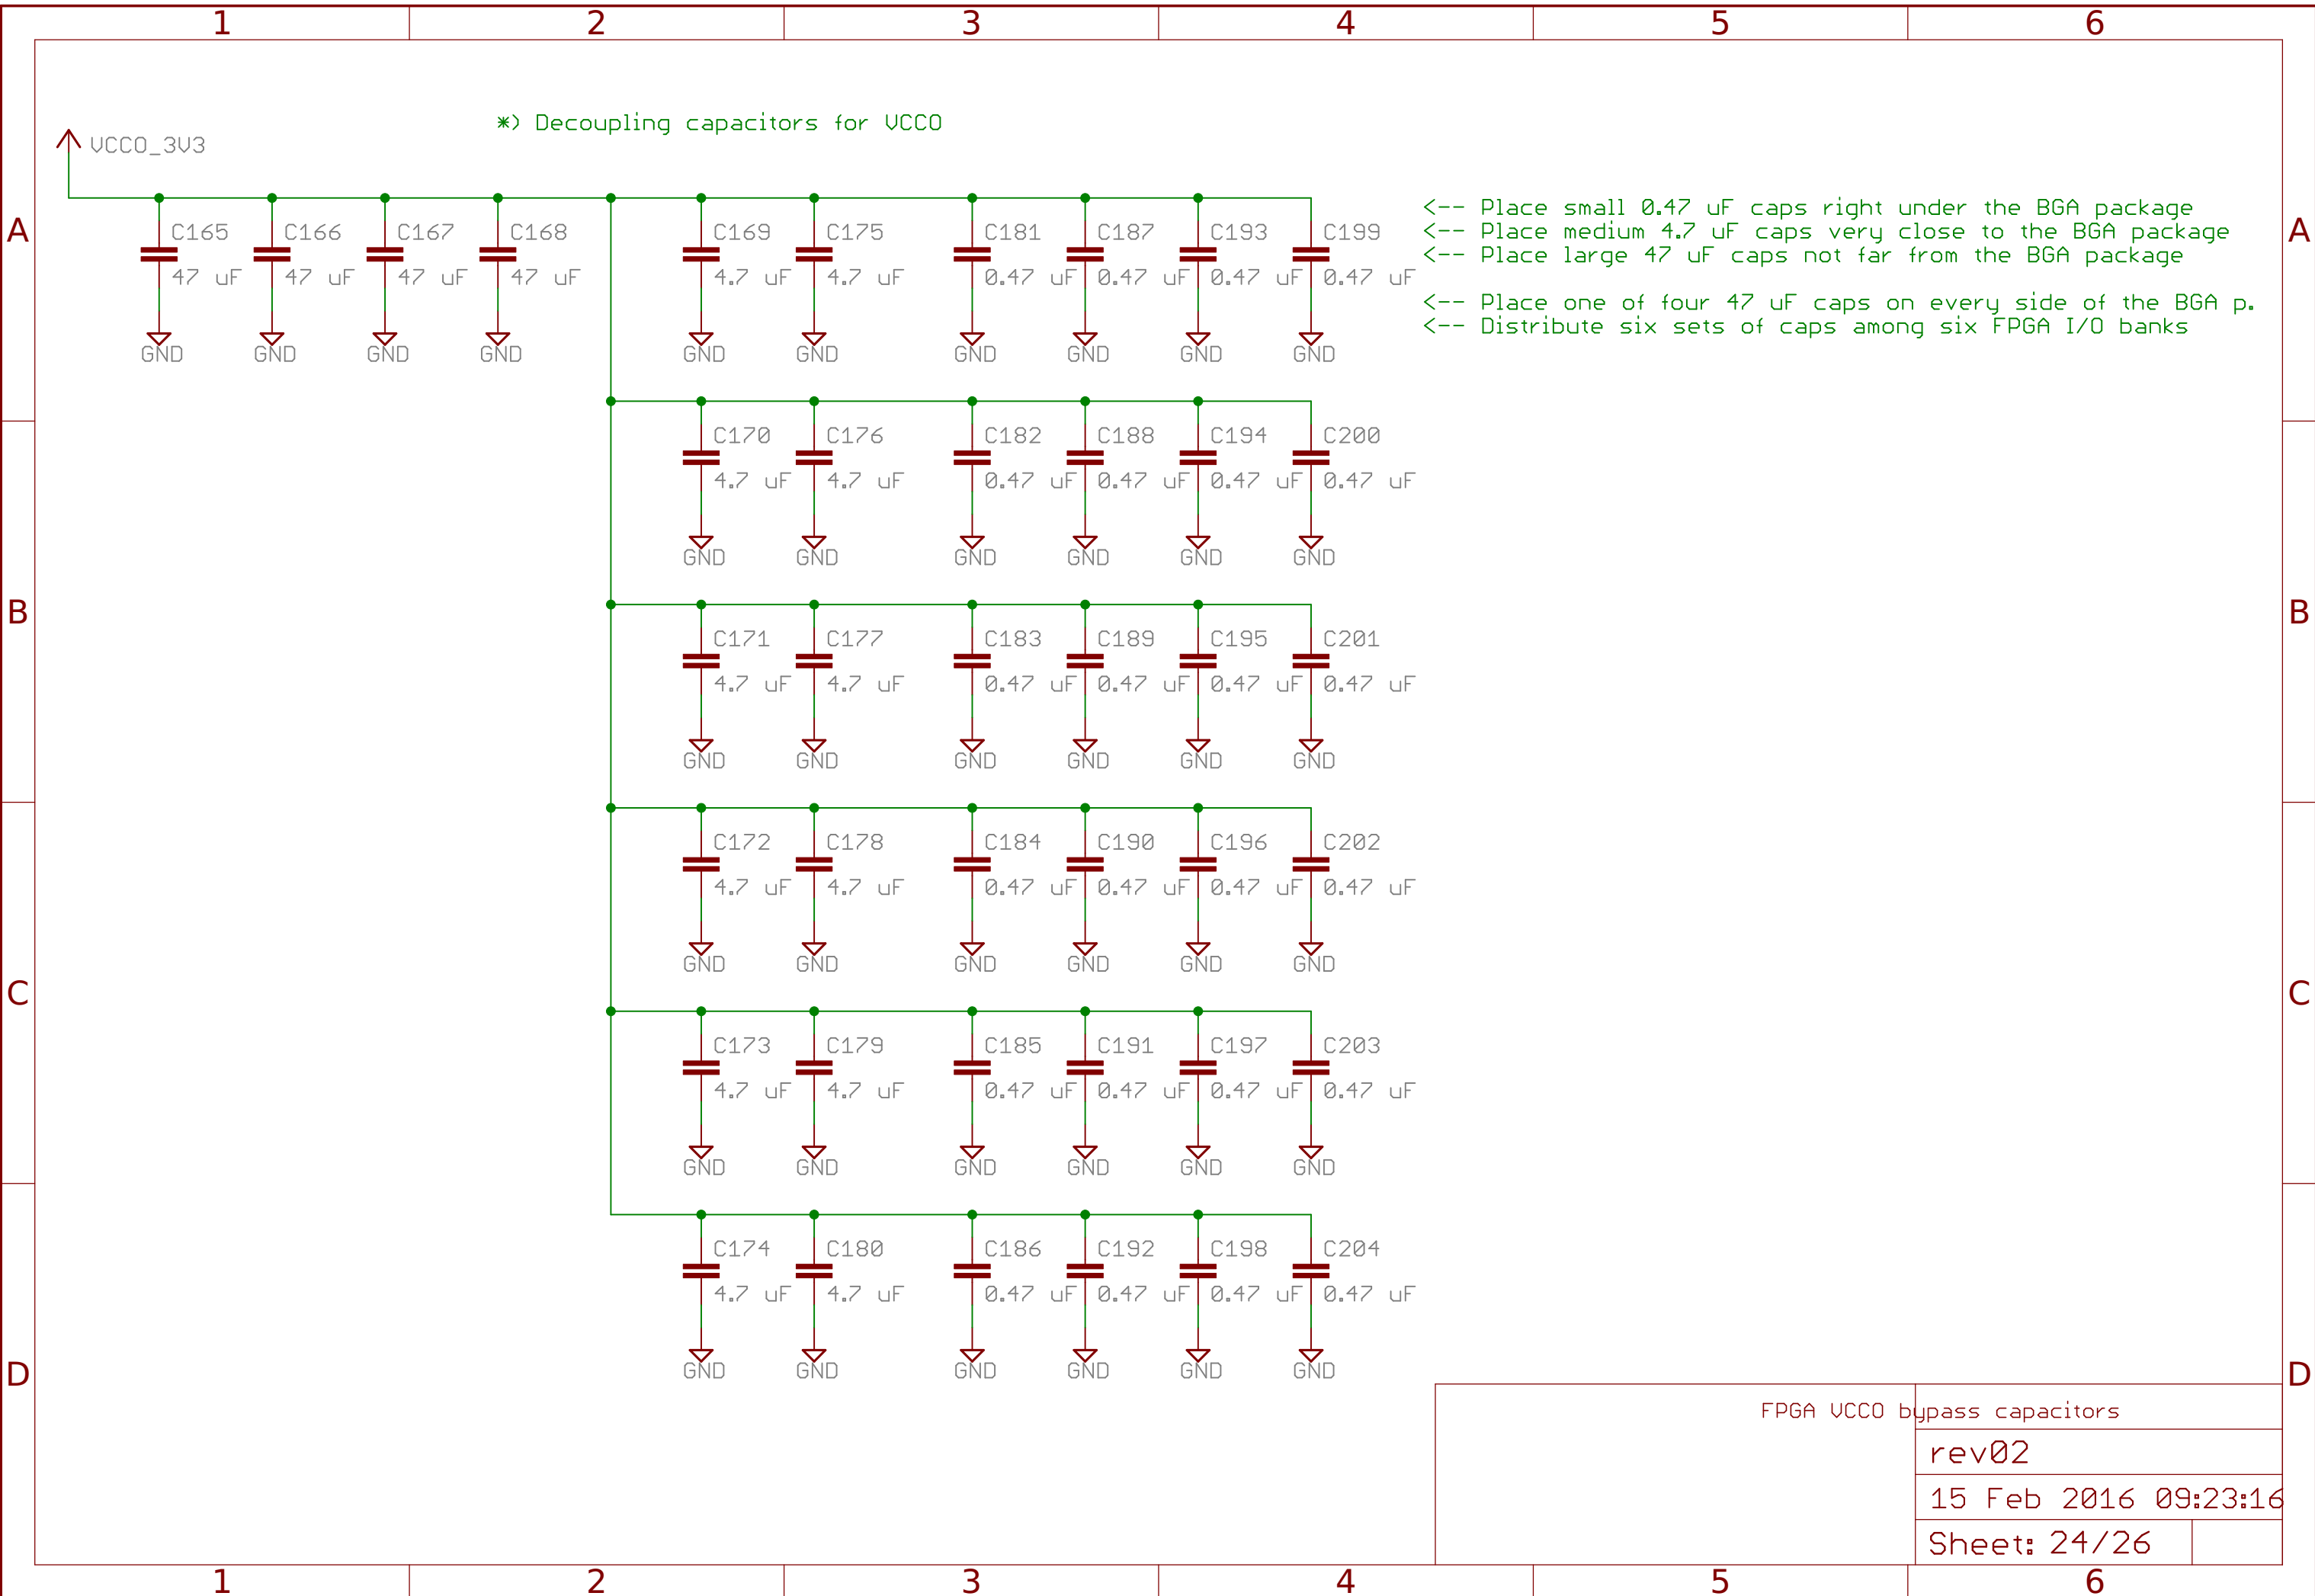 1 2 3 4 5 6
*) Decoupling capacitors for VCCO
VCCO_3V3
<-- Place small 0.47 uF caps right under the BGA package
A C165 C166 C167 C168 C169 C175 C181 C187 C193 C199 <-- Place medium 4.7 uF caps very close to the BGA package A
<-- Place large 47 uF caps not far from the BGA package
47 uF 47 uF 47 uF 47 uF 4.7 uF 4.7 uF 0.47 uF 0.47 uF 0.47 uF 0.47 uF
<-- Place one of four 47 uF caps on every side of the BGA p.
<-- Distribute six sets of caps among six FPGA I/O banks
GND GND GND GND GND GND GND GND GND GND
C170 C176 C182 C188 C194 C200
4.7 uF 4.7 uF 0.47 uF 0.47 uF 0.47 uF 0.47 uF
GND GND GND GND GND GND
B B
C171 C177 C183 C189 C195 C201
4.7 uF 4.7 uF 0.47 uF 0.47 uF 0.47 uF 0.47 uF
GND GND GND GND GND GND
C172 C178 C184 C190 C196 C202
4.7 uF 4.7 uF 0.47 uF 0.47 uF 0.47 uF 0.47 uF
GND GND GND GND GND GND
C C
C173 C179 C185 C191 C197 C203
4.7 uF 4.7 uF 0.47 uF 0.47 uF 0.47 uF 0.47 uF
GND GND GND GND GND GND
C174 C180 C186 C192 C198 C204
4.7 uF 4.7 uF 0.47 uF 0.47 uF 0.47 uF 0.47 uF
GND GND GND GND GND GND
D D
FPGA VCCO bypass capacitors
rev02
15 Feb 2016 09:23:16
Sheet: 24/26
1 2 3 4 5 6